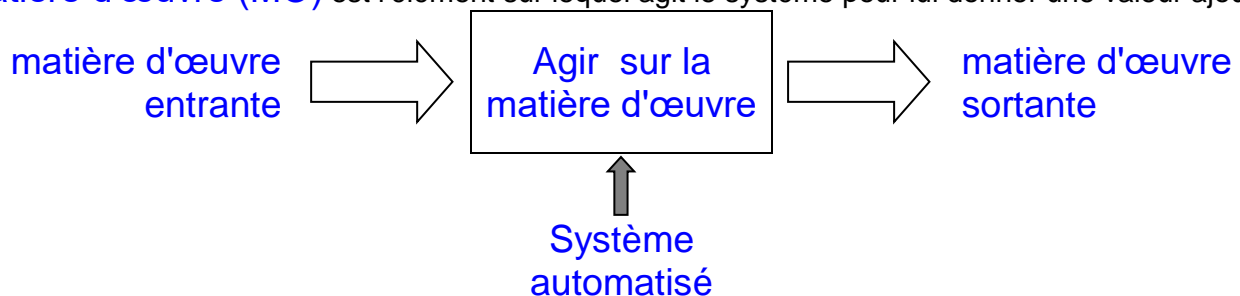 (MO) est l'élément sur lequel agit le système pour lui donner une valeur
matière d'œuvre
entrante
Agir sur la
matière d'œuvre
matière d'œuvre
sortante
Système
automatisé